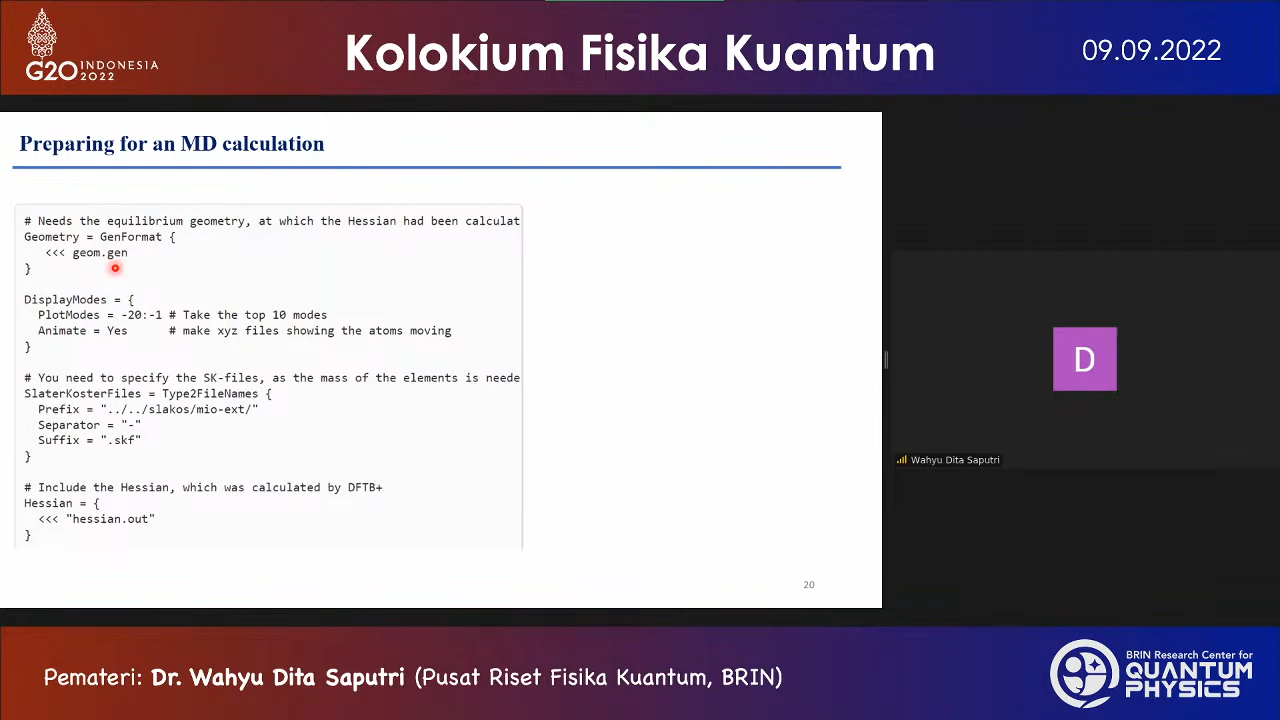 G20 INDONESIA
2022
Kolokium Fisika Kuantum
09.09.2022
Preparing for an MD calculation
# Needs the equilibrium geometry, at which the Hessian had been calculat
Geometry = GenFormat {
<<< geom.gen
}
DisplayModes = {
PlotModes = -20:-1 # Take the top 10 modes
Animate = Yes # make xyz files showing the atoms moving
}
# You need to specify the SK-files, as the mass of the elements is neede
SlaterKosterFiles = Type2FileNames {
Prefix = "../../slakos/mio-ext/"
Separator = "-"
Suffix = ".skf"
}
# Include the Hessian, which was calculated by DFTB+
Hessian = {
<<< "hessian.out"
}
20
D
Wahyu Dita Saputri
Pemateri: Dr. Wahyu Dita Saputri (Pusat Riset Fisika Kuantum, BRIN)
BRIN Research Center for
QUANTUM
PHYSICS